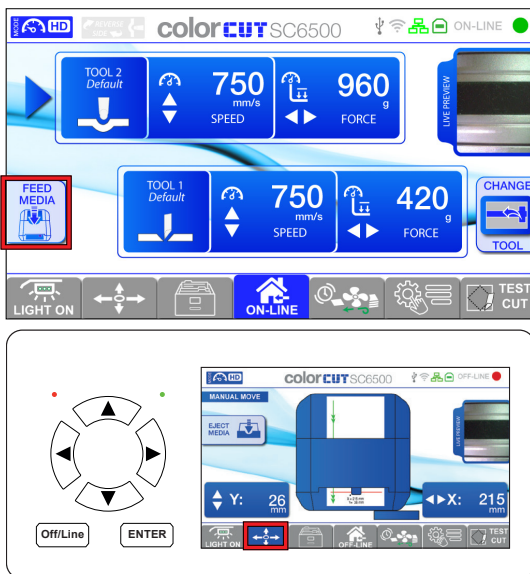 MODE HD REVERSE SIDE colorCUT SC6500 ON-LINE
TOOL 2
Default
750
mm/s
SPEED
960
g
FORCE
LIVE PREVIEW
FEED
MEDIA
TOOL 1
Default
750
mm/s
SPEED
420
g
FORCE
CHANGE
TOOL
LIGHT ON
ON-LINE
TEST
CUT
HD colorCUT SC6500 OFF-LINE
MANUAL MOVE
EJECT
MEDIA
LIVE PREVIEW
Y: 26
mm
X: 215
mm
Off/Line
ENTER
LIGHT ON
OFF-LINE
TEST
CUT